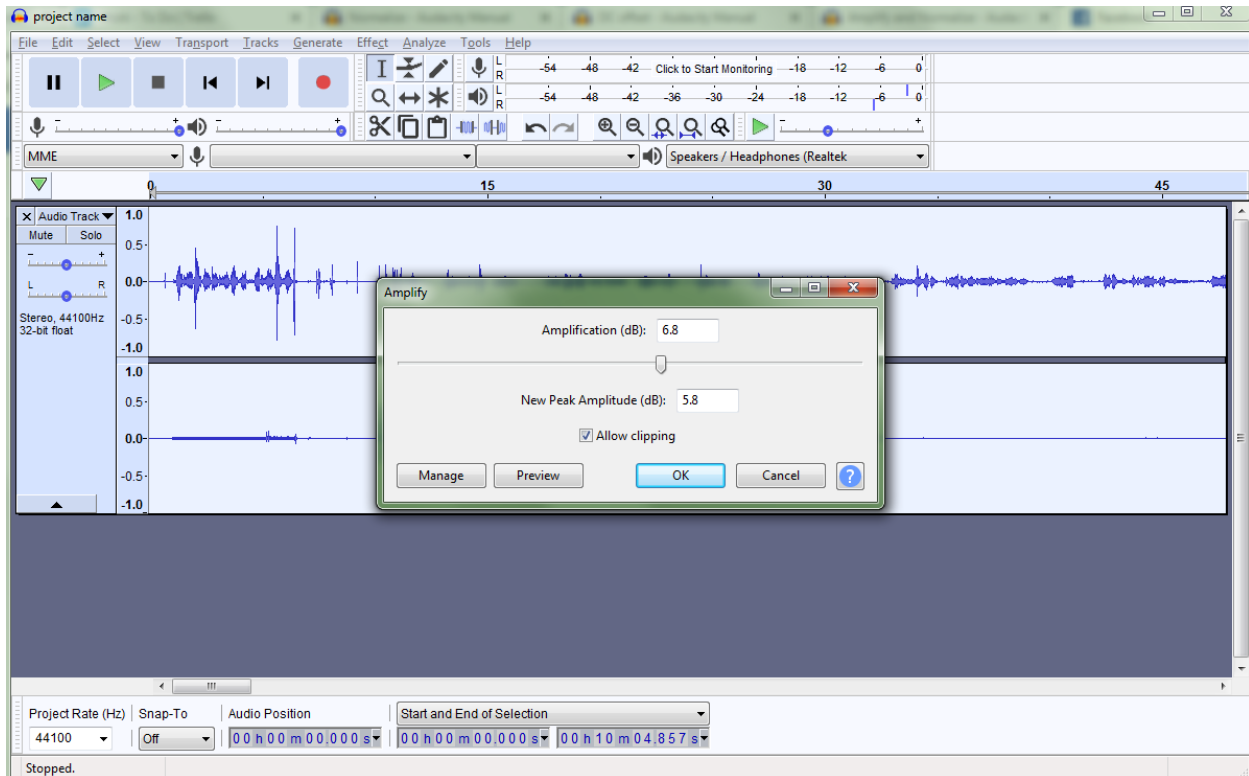 project name
File Edit Select View Transport Tracks Generate Effect Analyze Tools Help
L
R
-54 -48 -42 Click to Start Monitoring -18 -12 -6 0
L
R
-54 -48 -42 -36 -30 -24 -18 -12 -6 0
- + - + - +
MME Speakers / Headphones (Realtek
0 15 30 45
X Audio Track 1.0
Mute Solo 0.5
- +
L R 0.0
Stereo, 44100Hz -0.5
32-bit float
-1.0
1.0
0.5
0.0
-0.5
-1.0
Amplify
Amplification (dB): 6.8
New Peak Amplitude (dB): 5.8
Allow clipping
Manage Preview OK Cancel ?
Project Rate (Hz) Snap-To Audio Position Start and End of Selection
44100 Off 00 h 00 m 00.000 s 00 h 00 m 00.000 s 00 h 10 m 04.857 s
Stopped.